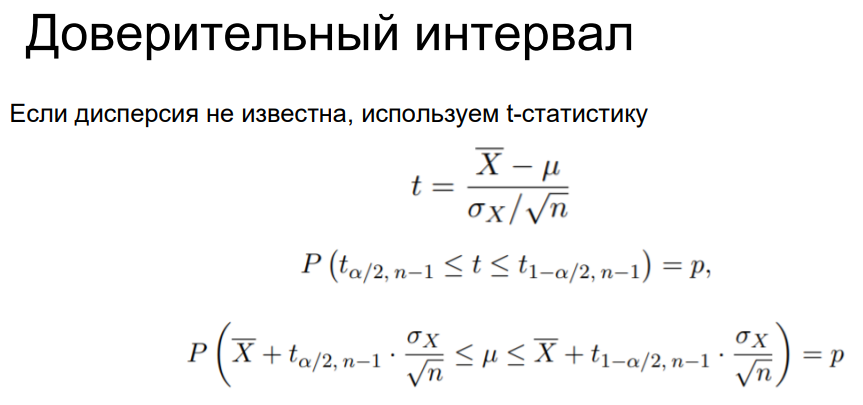 Доверительный интервал
Если дисперсия не известна, используем t-статистику
t = \frac{\overline{X} - \mu}{\sigma_X / \sqrt{n}}
P\left(t_{\alpha/2,\, n-1} \leq t \leq t_{1-\alpha/2,\, n-1}\right) = p,
P\left(\overline{X} + t_{\alpha/2,\, n-1} \cdot \frac{\sigma_X}{\sqrt{n}} \leq \mu \leq \overline{X} + t_{1-\alpha/2,\, n-1} \cdot \frac{\sigma_X}{\sqrt{n}}\right) = p